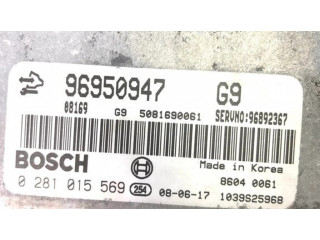 96950947 G9
08169 G9 5081690061 SERVNO:96892367
BOSCH Made in Korea
8604 0061
0 281 015 569 254 08-06-17 1039S25968